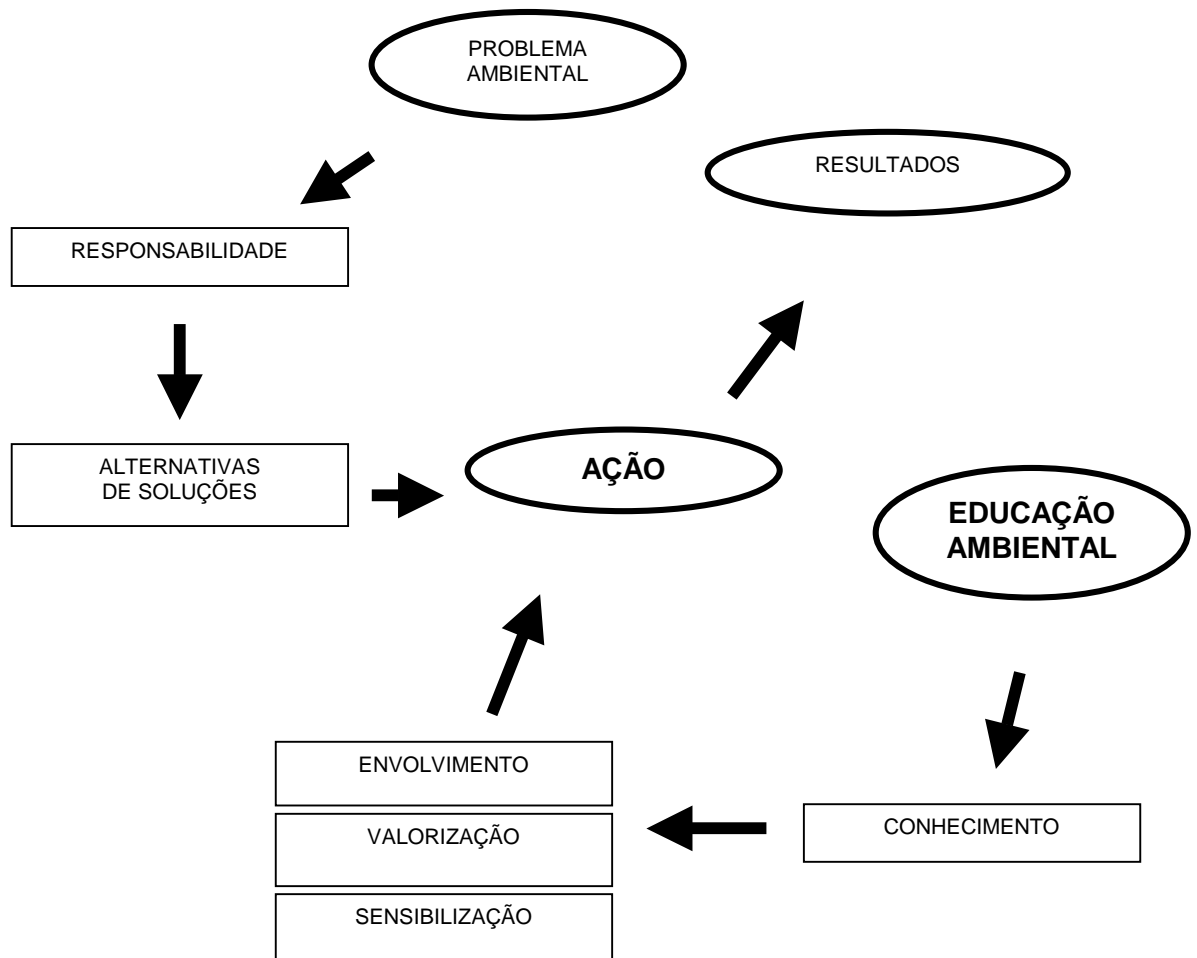 PROBLEMA
AMBIENTAL
RESULTADOS
RESPONSABILIDADE
ALTERNATIVAS
DE SOLUÇÕES
AÇÃO
EDUCAÇÃO
AMBIENTAL
ENVOLVIMENTO
VALORIZAÇÃO
SENSIBILIZAÇÃO
CONHECIMENTO